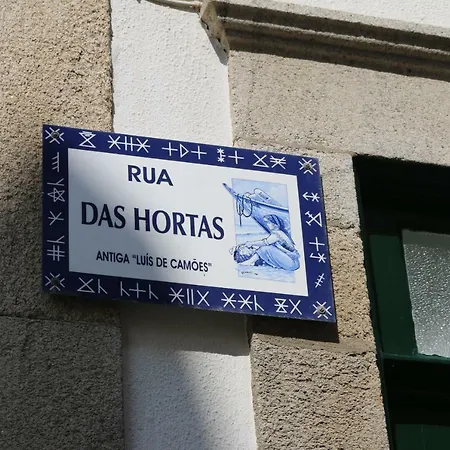 RUA
DAS HORTAS
ANTIGA "LUÍS DE CAMÕES"